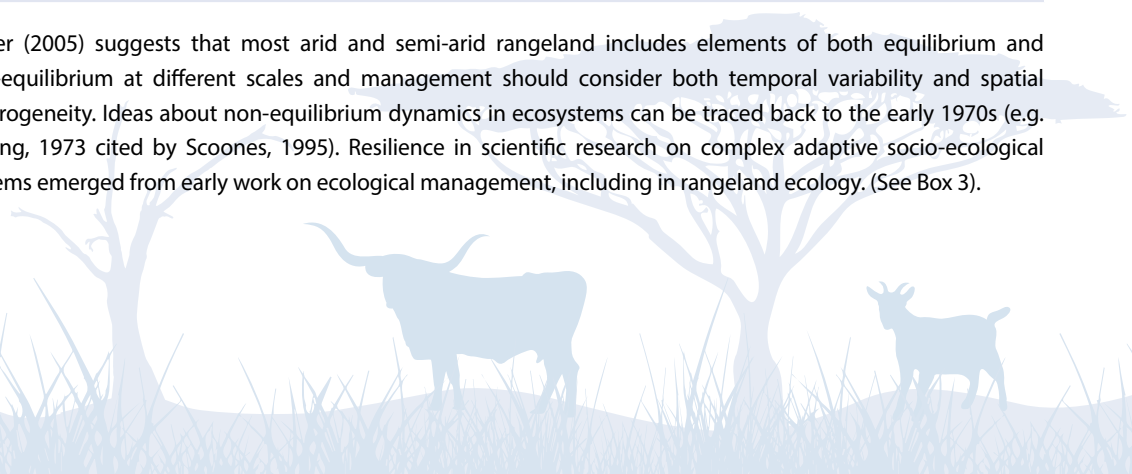 er (2005) suggests that most arid and semi-arid rangeland includes elements of both equilibrium and
-equilibrium at different scales and management should consider both temporal variability and spatial
rogeneity. Ideas about non-equilibrium dynamics in ecosystems can be traced back to the early 1970s (e.g.
ng, 1973 cited by Scoones, 1995). Resilience in scientific research on complex adaptive socio-ecological
ems emerged from early work on ecological management, including in rangeland ecology. (See Box 3).